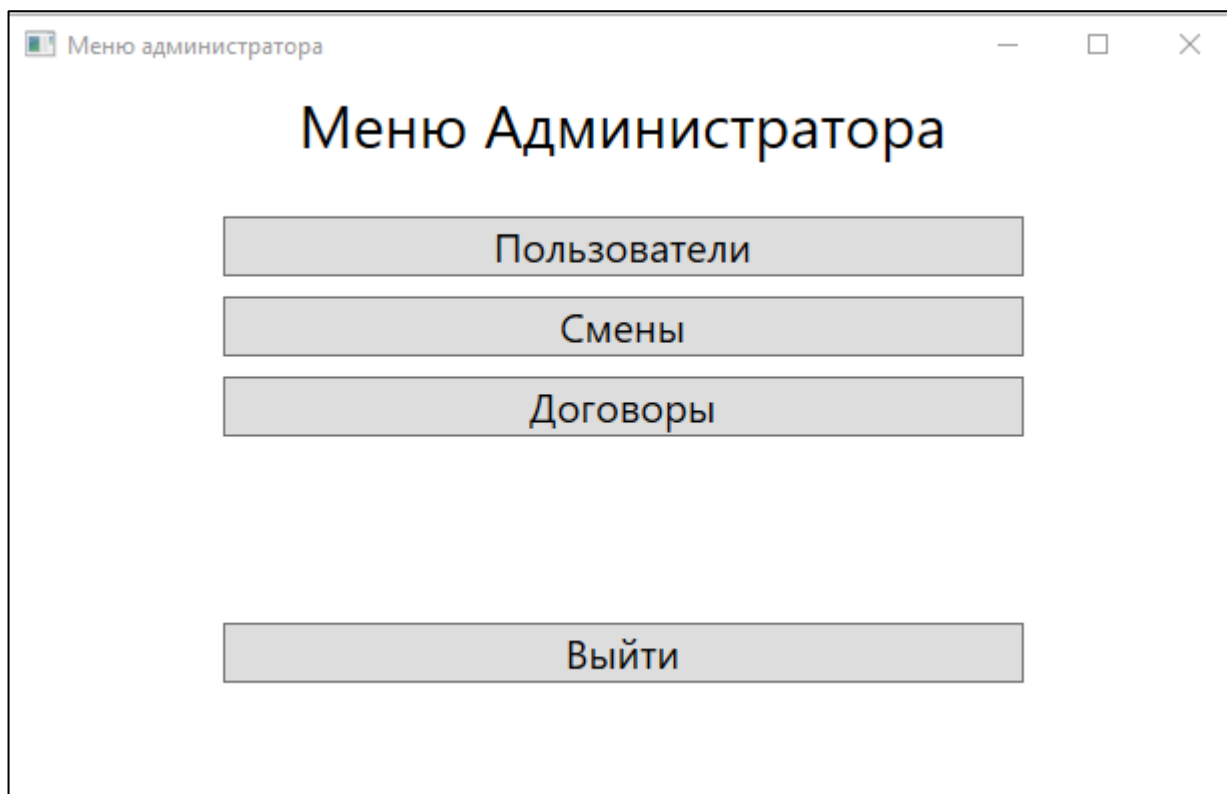 Меню администратора
Меню Администратора
Пользователи
Смены
Договоры
Выйти